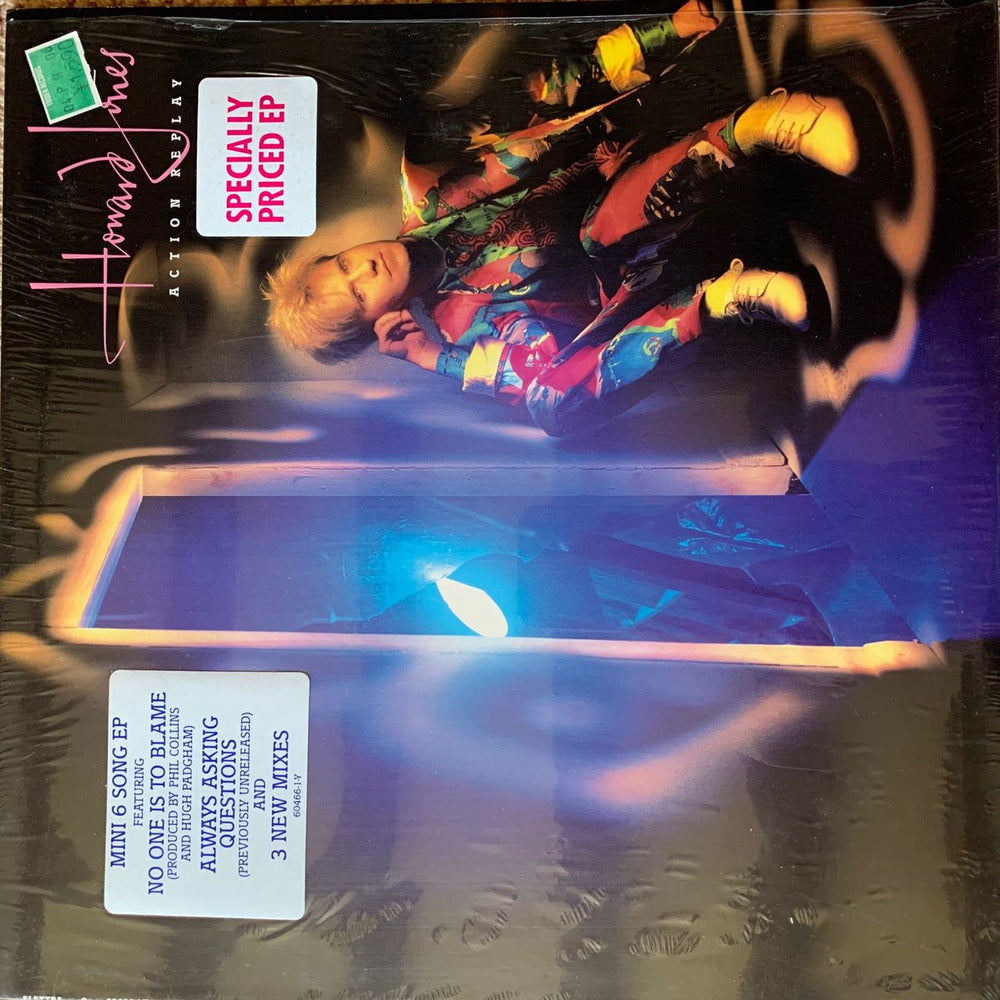 Howard Jones
ACTION REPLAY
SPECIALLY
PRICED EP
MINI 6 SONG EP
FEATURING
NO ONE IS TO BLAME
(PRODUCED BY PHIL COLLINS
AND HUGH PADGHAM)
ALWAYS ASKING
QUESTIONS
(PREVIOUSLY UNRELEASED)
AND
3 NEW MIXES
60466-1-Y